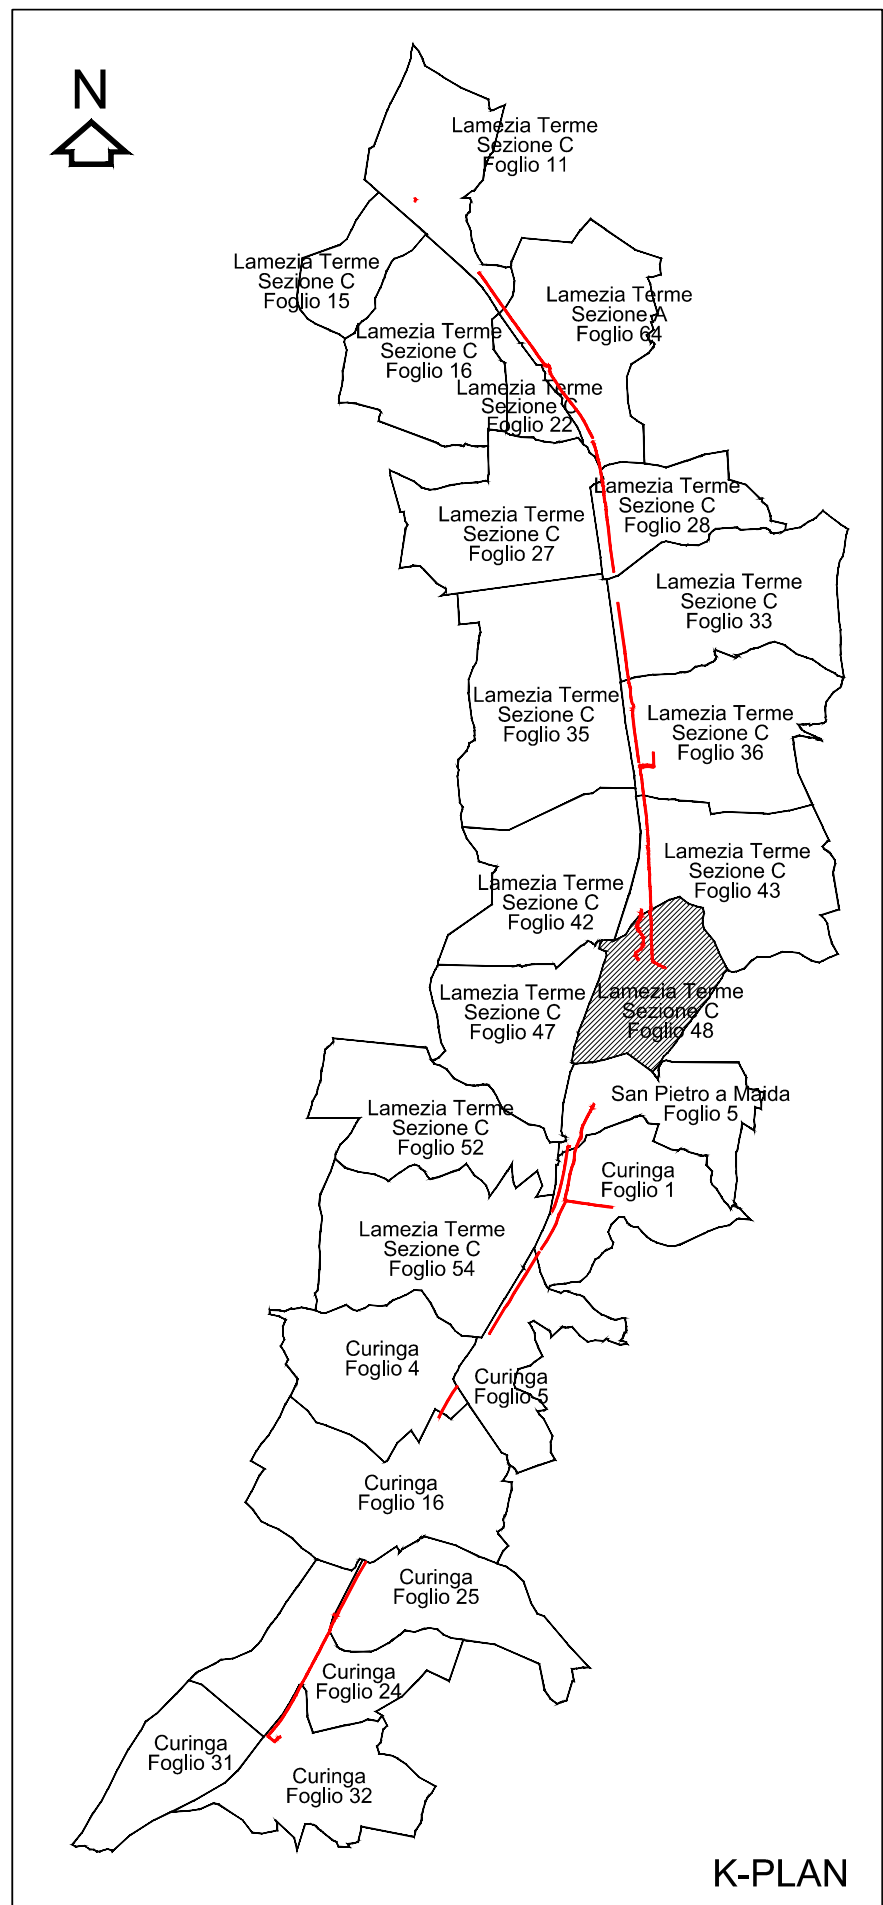 N
Lamezia Terme
Sezione C
Foglio 11
Lamezia Terme
Sezione C
Foglio 15
Lamezia Terme
Sezione A
Foglio 64
Lamezia Terme
Sezione C
Foglio 16
Lamezia Terme
Sezione C
Foglio 22
Lamezia Terme
Sezione C
Foglio 28
Lamezia Terme
Sezione C
Foglio 27
Lamezia Terme
Sezione C
Foglio 33
Lamezia Terme
Sezione C
Foglio 35
Lamezia Terme
Sezione C
Foglio 36
Lamezia Terme
Sezione C
Foglio 43
Lamezia Terme
Sezione C
Foglio 42
Lamezia Terme
Sezione C
Foglio 47
Lamezia Terme
Sezione C
Foglio 48
San Pietro a Maida
Foglio 5
Lamezia Terme
Sezione C
Foglio 52
Curinga
Foglio 1
Lamezia Terme
Sezione C
Foglio 54
Curinga
Foglio 4
Curinga
Foglio 5
Curinga
Foglio 16
Curinga
Foglio 25
Curinga
Foglio 24
Curinga
Foglio 31
Curinga
Foglio 32
K-PLAN